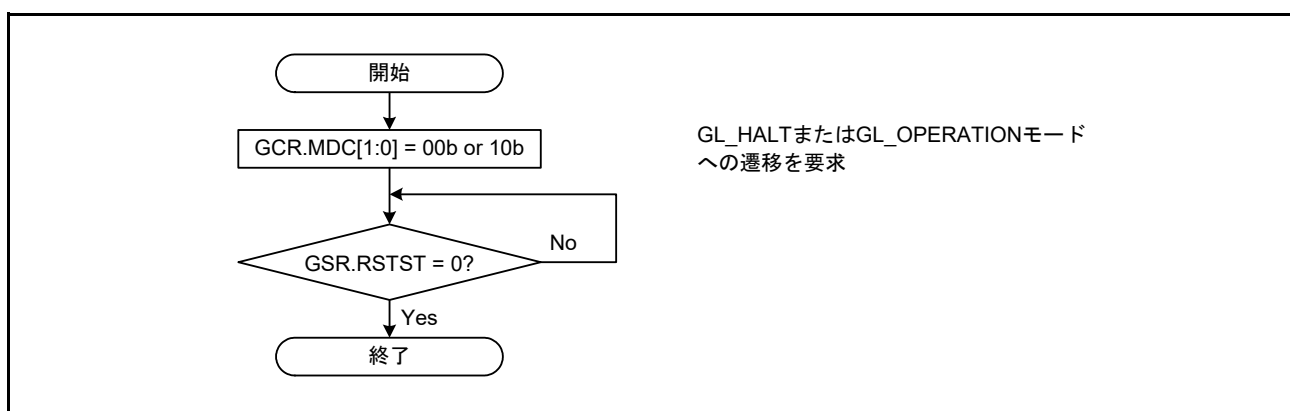 開始
GCR.MDC[1:0] = 00b or 10b
GL_HALTまたはGL_OPERATIONモード
への遷移を要求
No
GSR.RSTST = 0?
Yes
終了